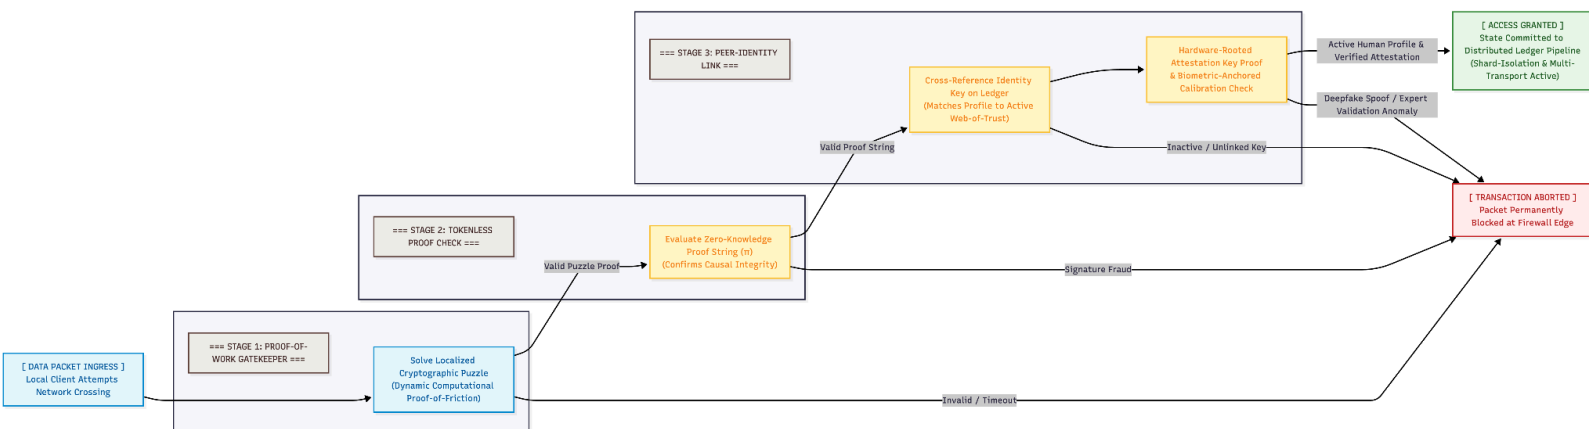 === STAGE 3: PEER-IDENTITY
LINK ===
Cross-Reference Identity
Key on Ledger
(Matches Profile to Active
Web-of-Trust)
Hardware-Rooted
Attestation Key Proof
& Biometric-Anchored
Calibration Check
Active Human Profile &
Verified Attestation
[ ACCESS GRANTED ]
State Committed to
Distributed Ledger Pipeline
(Shard-Isolation & Multi-
Transport Active)
Deepfake Spoof / Expert
Validation Anomaly
Valid Proof String
Inactive / Unlinked Key
[ TRANSACTION ABORTED ]
Packet Permanently
Blocked at Firewall Edge
=== STAGE 2: TOKENLESS
PROOF CHECK ===
Evaluate Zero-Knowledge
Proof String (π)
(Confirms Causal Integrity)
Valid Puzzle Proof
Signature Fraud
=== STAGE 1: PROOF-OF-
WORK GATEKEEPER ===
[ DATA PACKET INGRESS ]
Local Client Attempts
Network Crossing
Solve Localized
Cryptographic Puzzle
(Dynamic Computational
Proof-of-Friction)
Invalid / Timeout